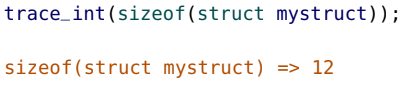 trace_int(sizeof(struct mystruct));
sizeof(struct mystruct) => 12